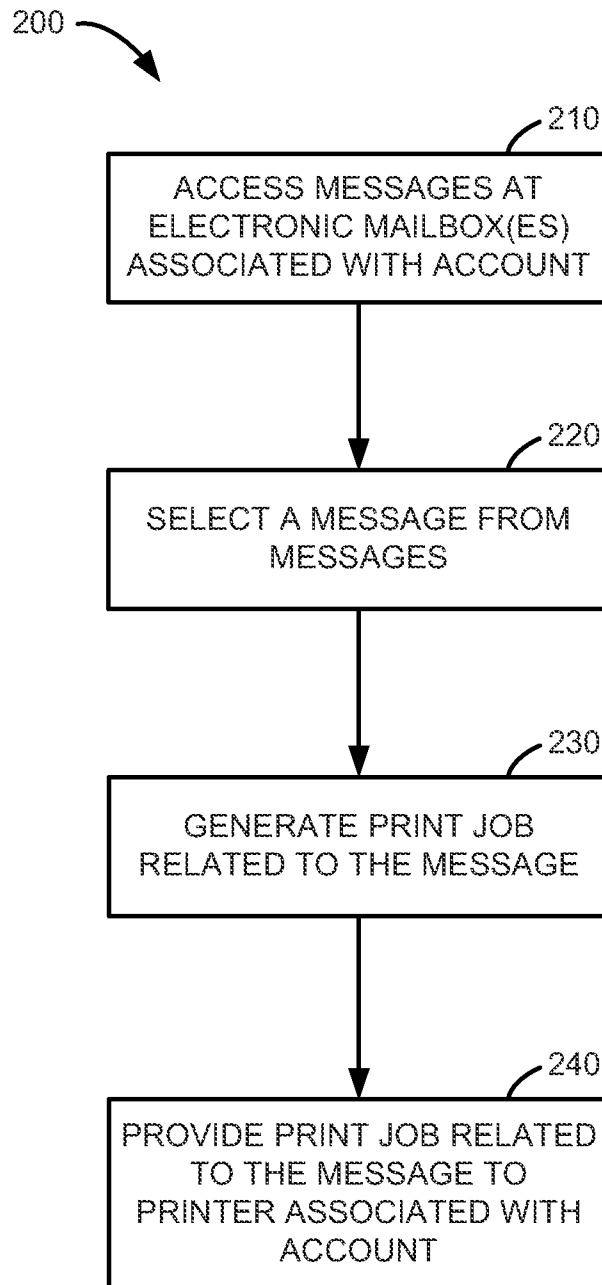 200
210
ACCESS MESSAGES AT
ELECTRONIC MAILBOX(ES)
ASSOCIATED WITH ACCOUNT
220
SELECT A MESSAGE FROM
MESSAGES
230
GENERATE PRINT JOB
RELATED TO THE MESSAGE
240
PROVIDE PRINT JOB RELATED
TO THE MESSAGE TO
PRINTER ASSOCIATED WITH
ACCOUNT